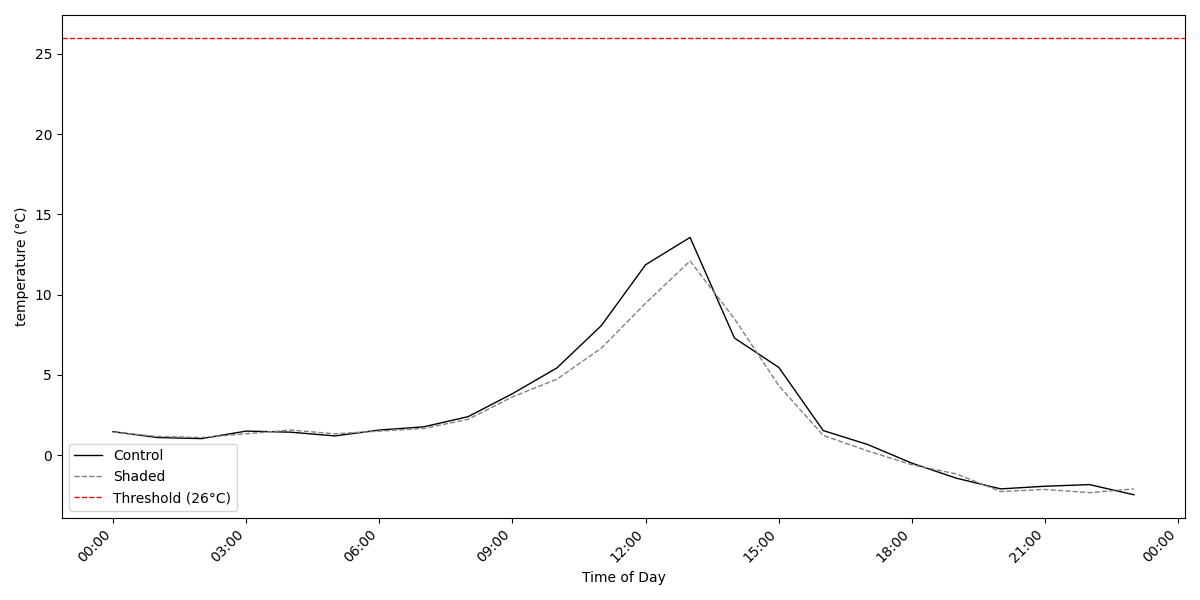 25
20
15
10
5
0
temperature (°C)
Control
Shaded
Threshold (26°C)
00:00 03:00 06:00 09:00 12:00 15:00 18:00 21:00 00:00
Time of Day